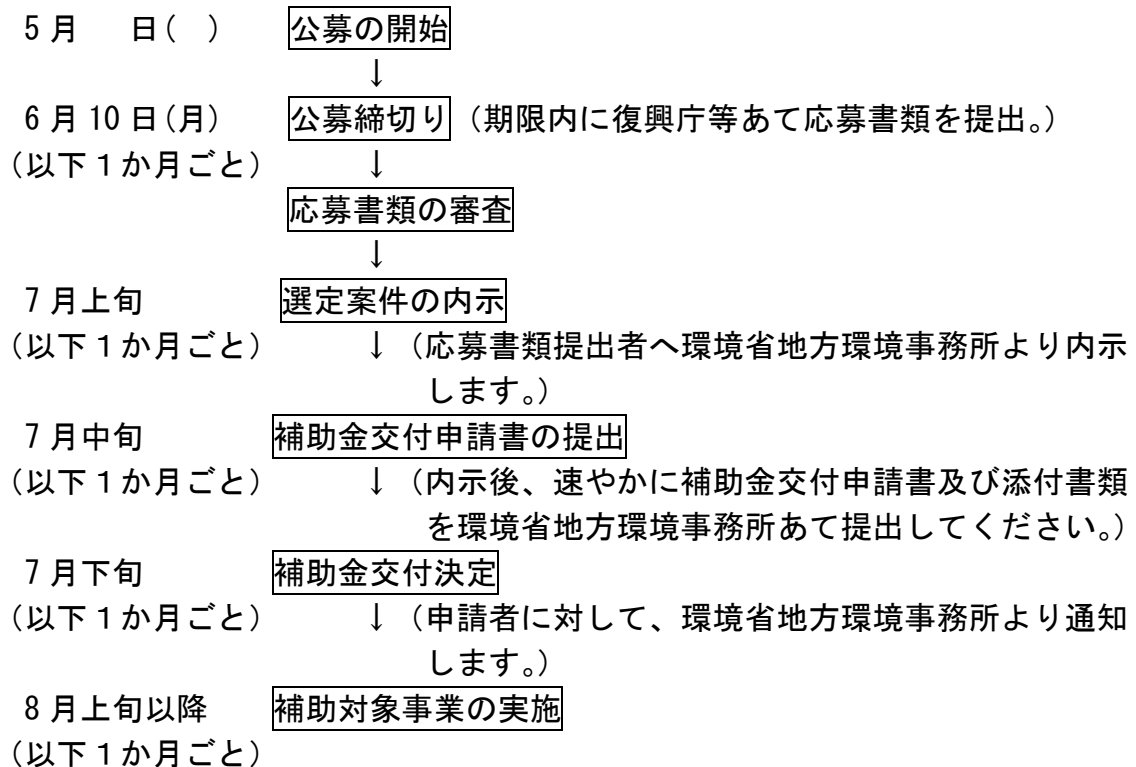 5月　　日(　)　　公募の開始
↓
6月10日(月)　　公募締切り（期限内に復興庁等あて応募書類を提出。）
（以下１か月ごと）　　↓
応募書類の審査
↓
7月上旬　　選定案件の内示
（以下１か月ごと）　　↓（応募書類提出者へ環境省地方環境事務所より内示
します。）
7月中旬　　補助金交付申請書の提出
（以下１か月ごと）　　↓（内示後、速やかに補助金交付申請書及び添付書類
を環境省地方環境事務所あて提出してください。）
7月下旬　　補助金交付決定
（以下１か月ごと）　　↓（申請者に対して、環境省地方環境事務所より通知
します。）
8月上旬以降　　補助対象事業の実施
（以下１か月ごと）